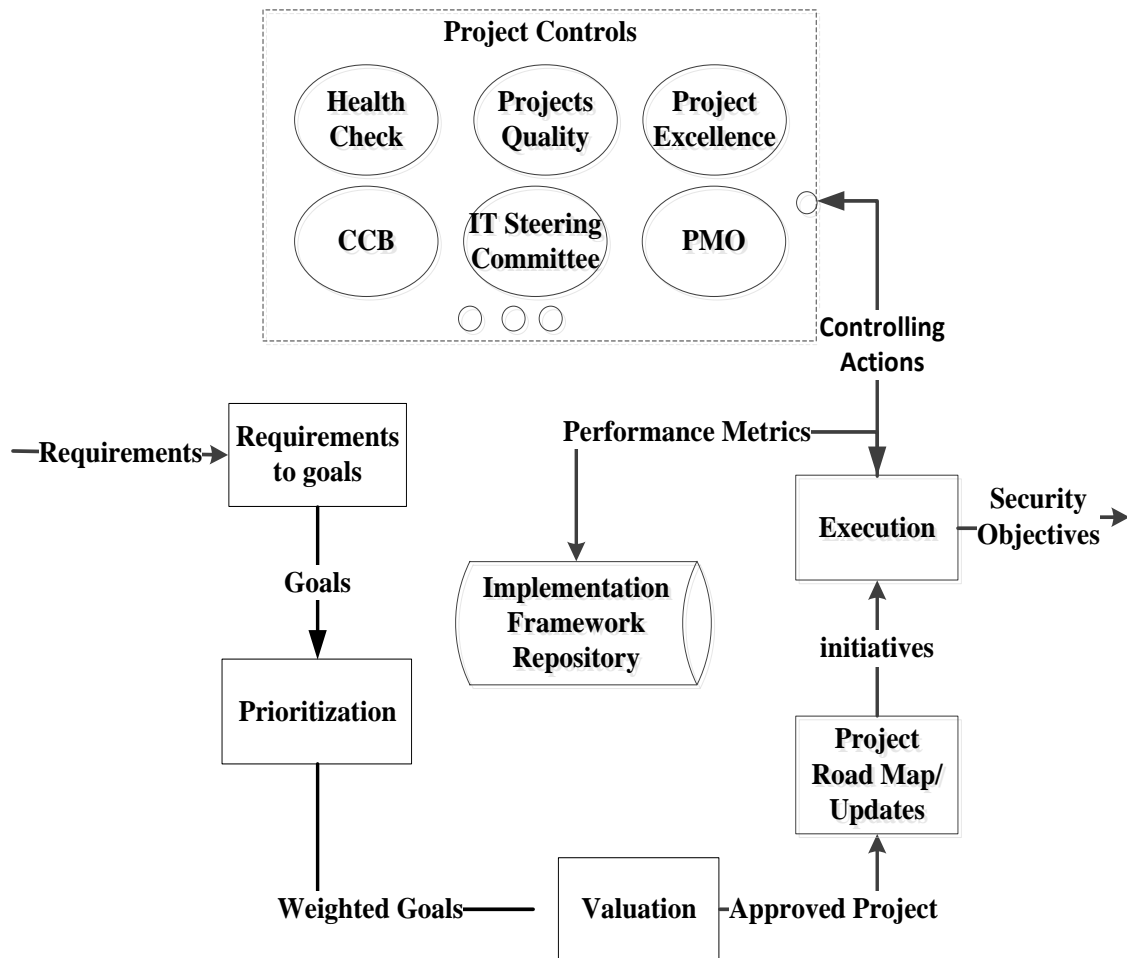 Project Controls
Health
Check
Projects
Quality
Project
Excellence
CCB
IT Steering
Committee
PMO
Controlling
Actions
Requirements
Requirements
to goals
Performance Metrics
Execution
Security
Objectives
Goals
Implementation
Framework
Repository
initiatives
Prioritization
Project
Road Map/
Updates
Weighted Goals
Valuation
Approved Project